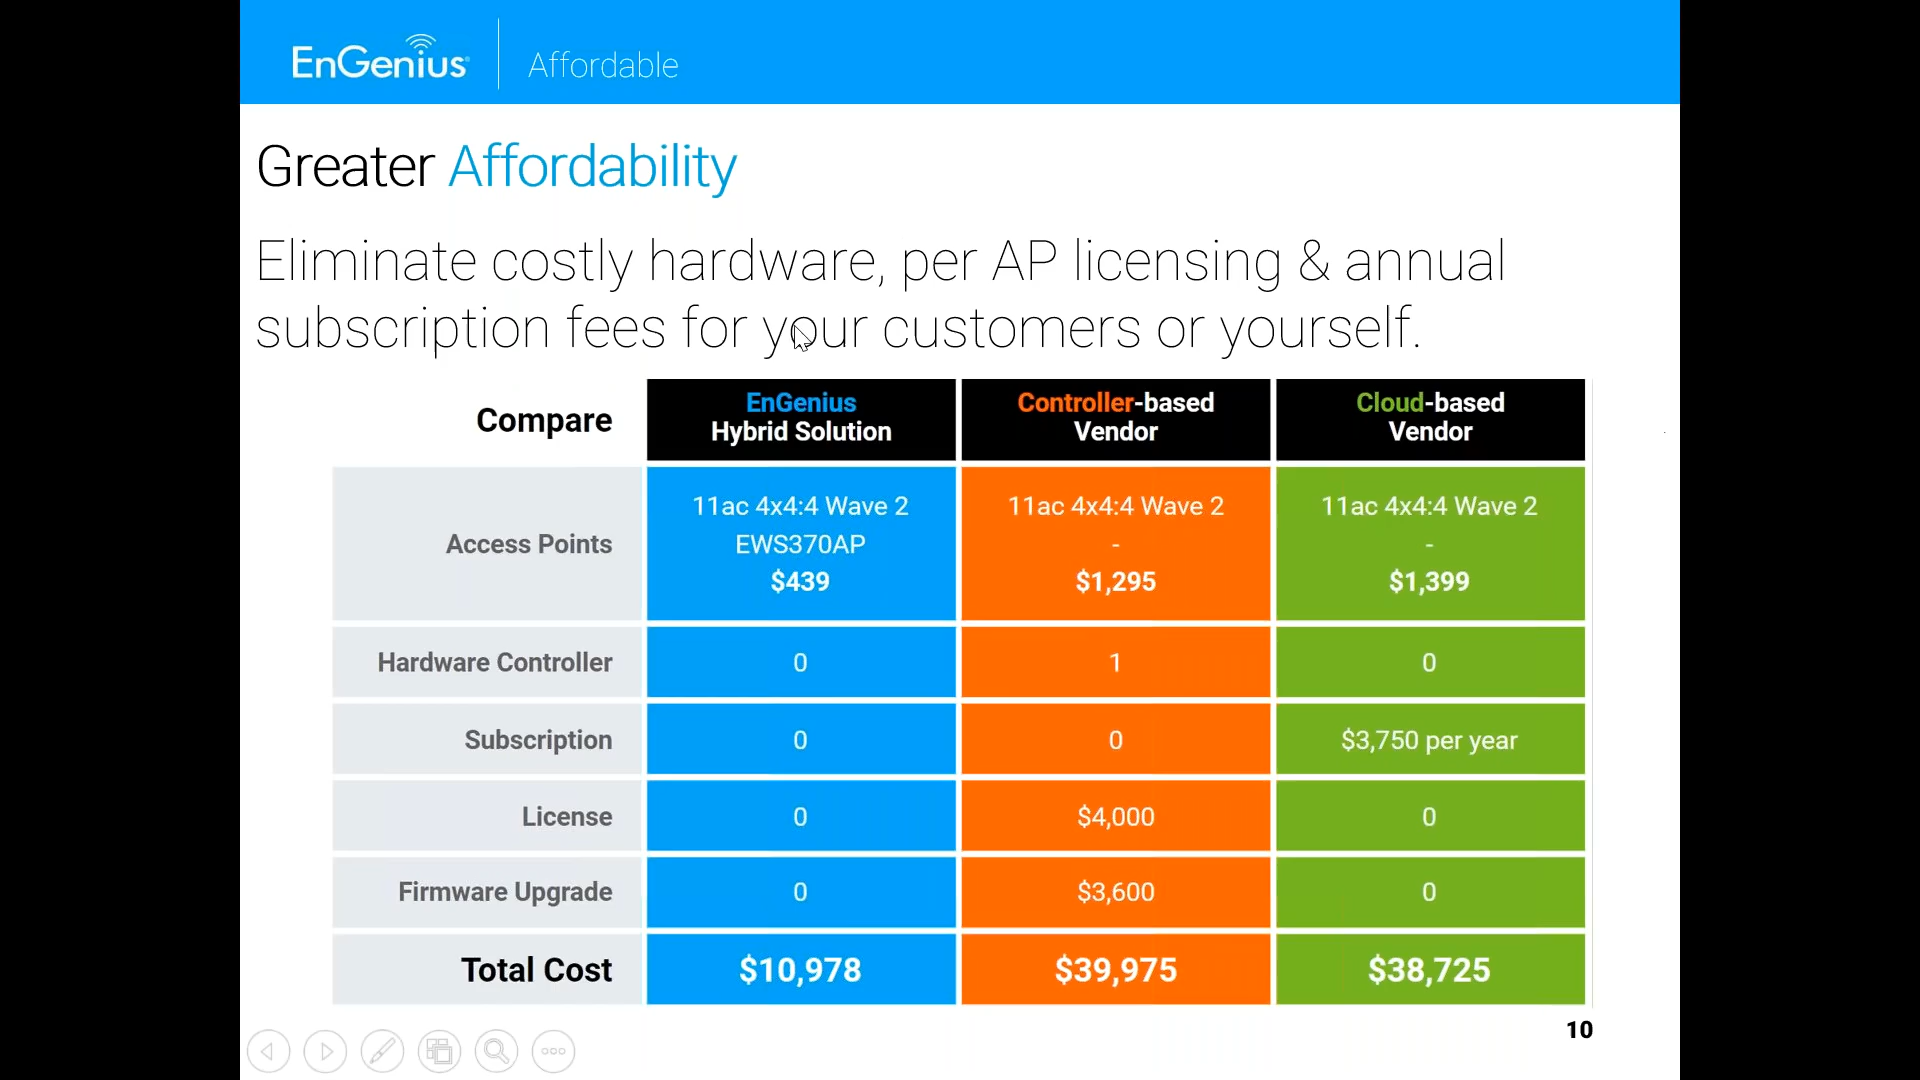 EnGenius
Affordable
Greater Affordability
Eliminate costly hardware, per AP licensing & annual
subscription fees for your customers or yourself.
Compare
EnGenius
Hybrid Solution
Controller-based
Vendor
Cloud-based
Vendor
Access Points
11ac 4x4:4 Wave 2
EWS370AP
$439
11ac 4x4:4 Wave 2
-
$1,295
11ac 4x4:4 Wave 2
-
$1,399
Hardware Controller
0
1
0
Subscription
0
0
$3,750 per year
License
0
$4,000
0
Firmware Upgrade
0
$3,600
0
Total Cost
$10,978
$39,975
$38,725
10